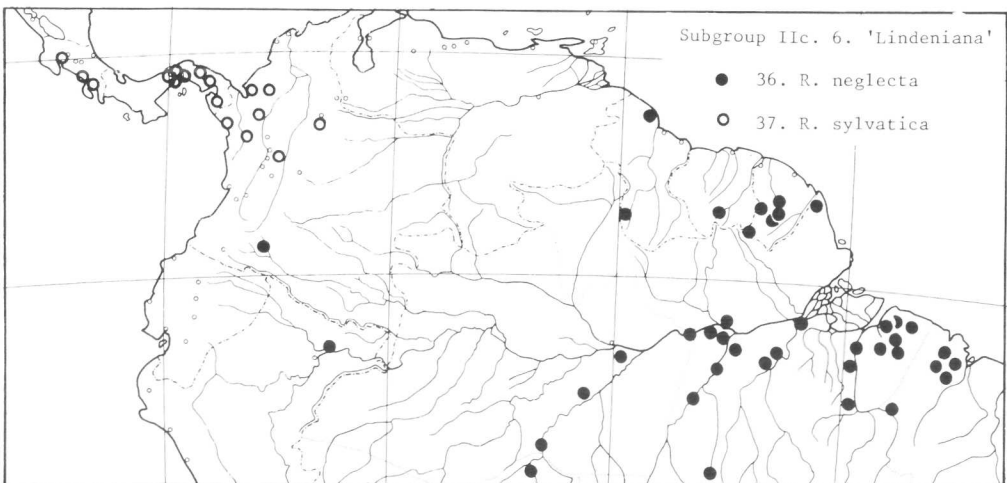 Subgroup IIc. 6. 'Lindeniana'
36. R. neglecta
37. R. sylvatica